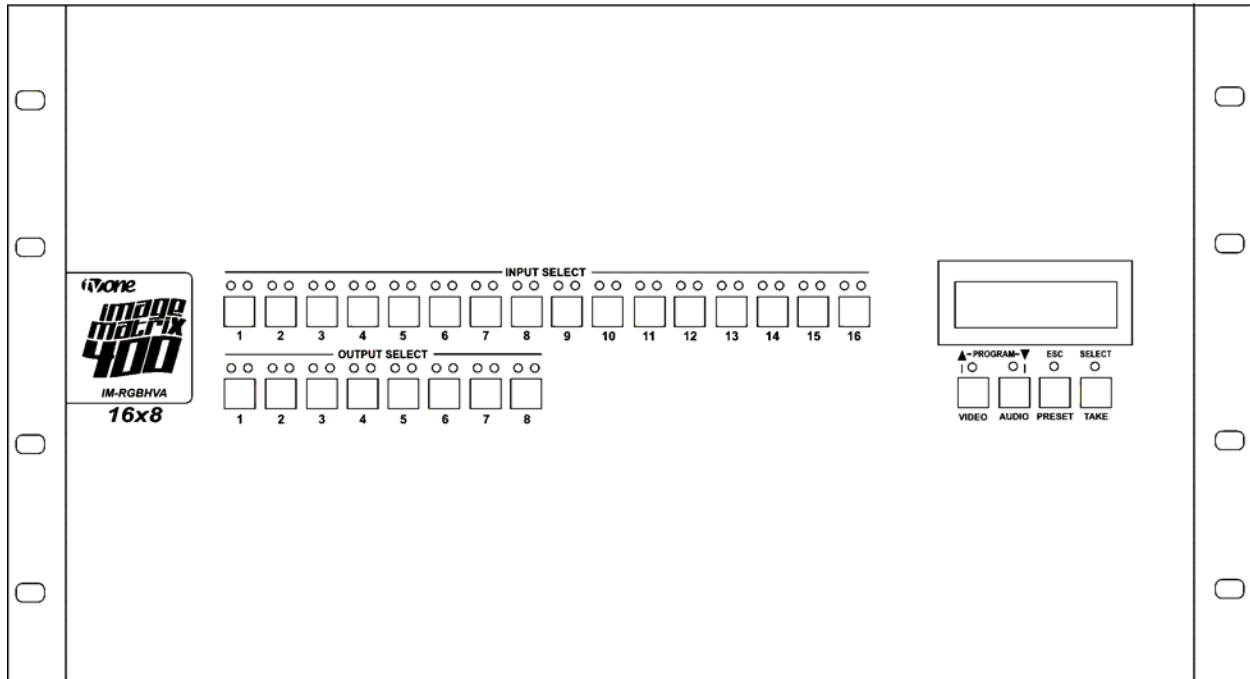 INPUT SELECT
1 2 3 4 5 6 7 8 9 10 11 12 13 14 15 16
OUTPUT SELECT
1 2 3 4 5 6 7 8
tvone
image
matrix
400
IM-RGBHVA
16x8
▲-PROGRAM-▼ ESC SELECT
VIDEO AUDIO PRESET TAKE